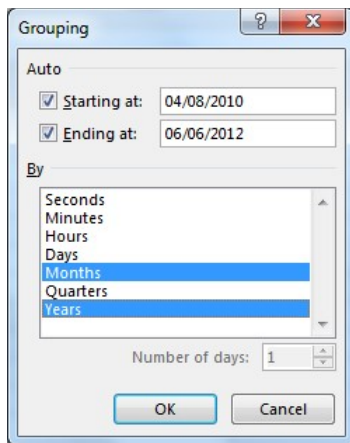 Grouping
?
Auto
Starting at: 04/08/2010
Ending at: 06/06/2012
By
Seconds
Minutes
Hours
Days
Months
Quarters
Years
Number of days: 1
OK Cancel